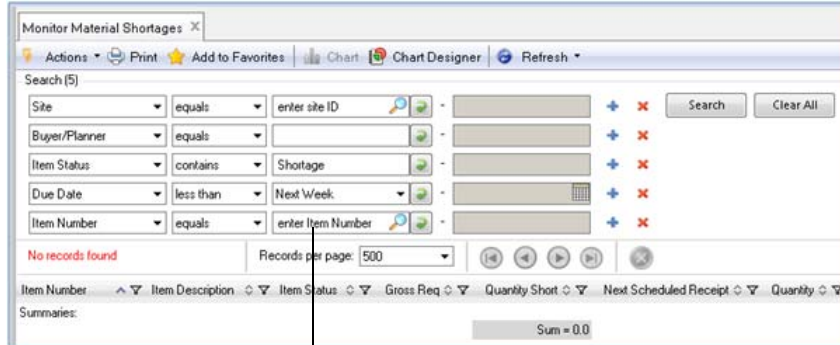 Monitor Material Shortages X
Actions Print Add to Favorites Chart Chart Designer Refresh
Search (5)
Site equals enter site ID - Search Clear All
Buyer/Planner equals -
Item Status contains Shortage -
Due Date less than Next Week -
Item Number equals enter Item Number -
No records found Records per page: 500
Item Number Item Description Item Status Gross Req Quantity Short Next Scheduled Receipt Quantity
Summaries:
Sum = 0.0